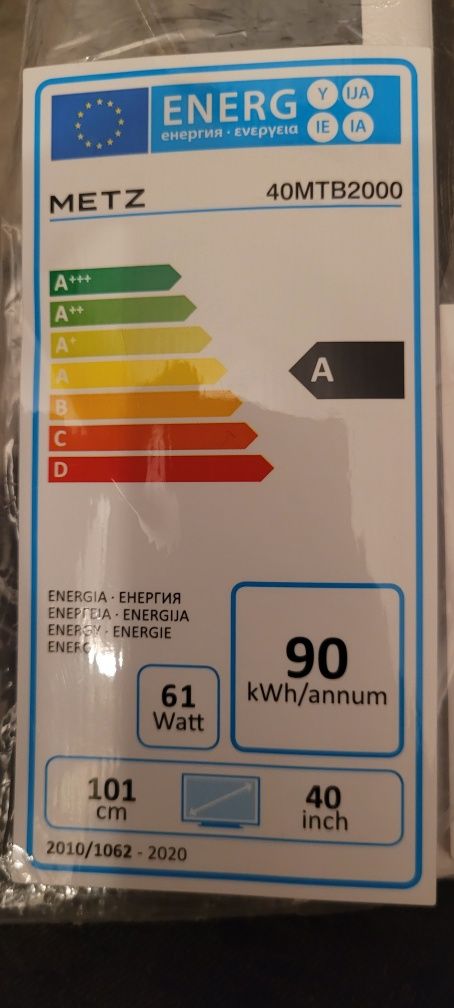 ENERG Y IJA
енергия · ενεργεια IE IA
METZ 40MTB2000
A+++
A++
A+
A
B
C
D
A
ENERGIA · ЕНЕРГИЯ
ΕΝΕΡΓΕΙΑ · ENERGIJA
ENERGY · ENERGIE
ENERGI
90
kWh/annum
61
Watt
101
cm
40
inch
2010/1062 - 2020